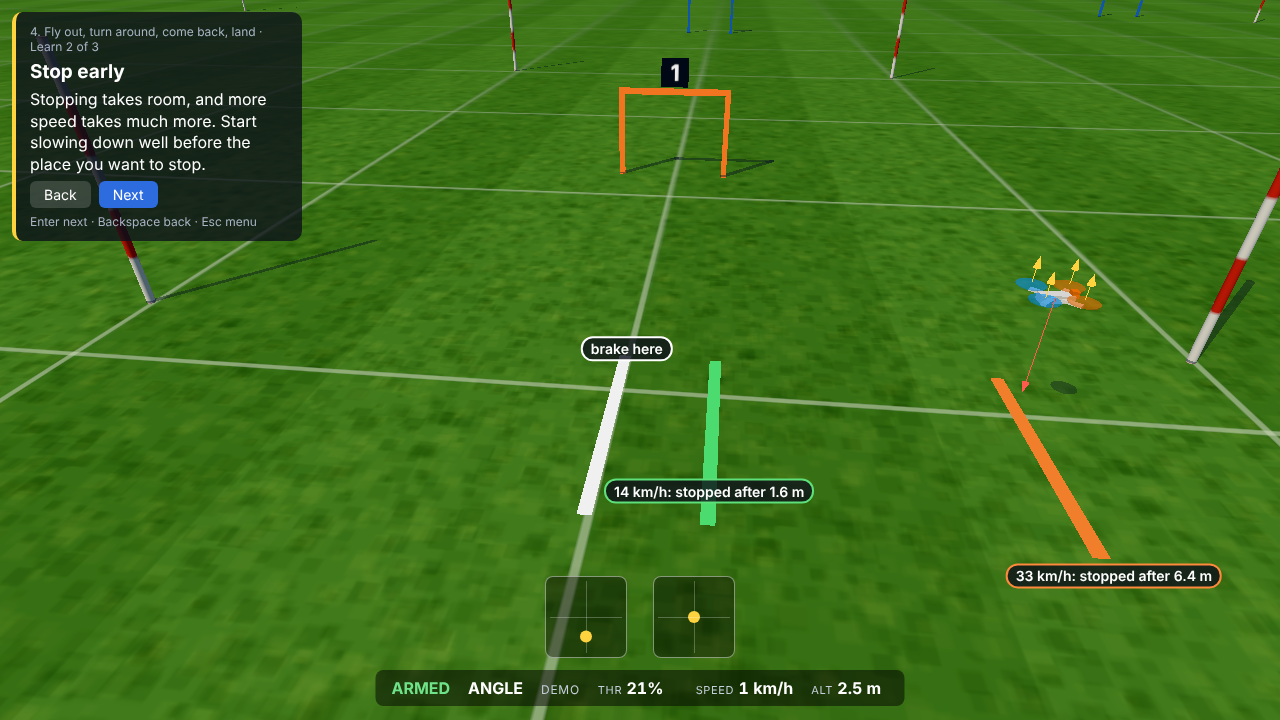 4. Fly out, turn around, come back, land ·
Learn 2 of 3
Stop early
Stopping takes room, and more
speed takes much more. Start
slowing down well before the
place you want to stop.
Back Next
Enter next · Backspace back · Esc menu
1
brake here
14 km/h: stopped after 1.6 m
33 km/h: stopped after 6.4 m
ARMED ANGLE DEMO THR 21% SPEED 1 km/h ALT 2.5 m